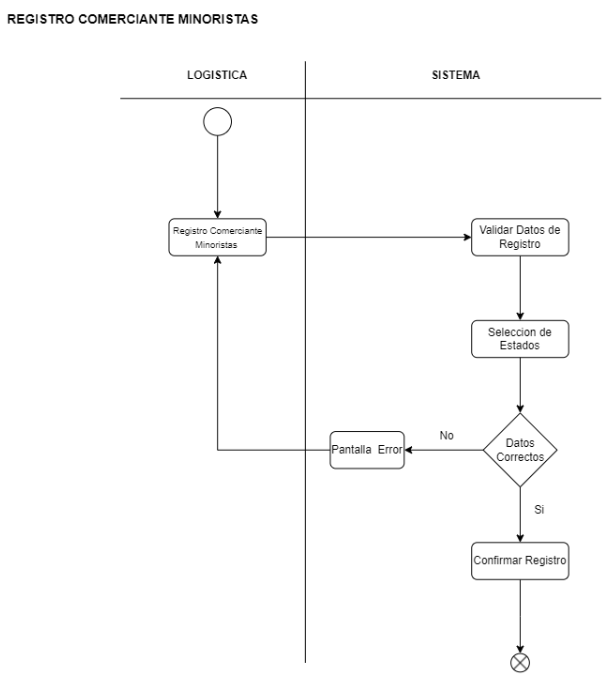 REGISTRO COMERCIANTE MINORISTAS
LOGISTICA
SISTEMA
Registro Comerciante
Minoristas
Validar Datos de
Registro
Seleccion de
Estados
Datos
Correctos
No
Pantalla Error
Si
Confirmar Registro